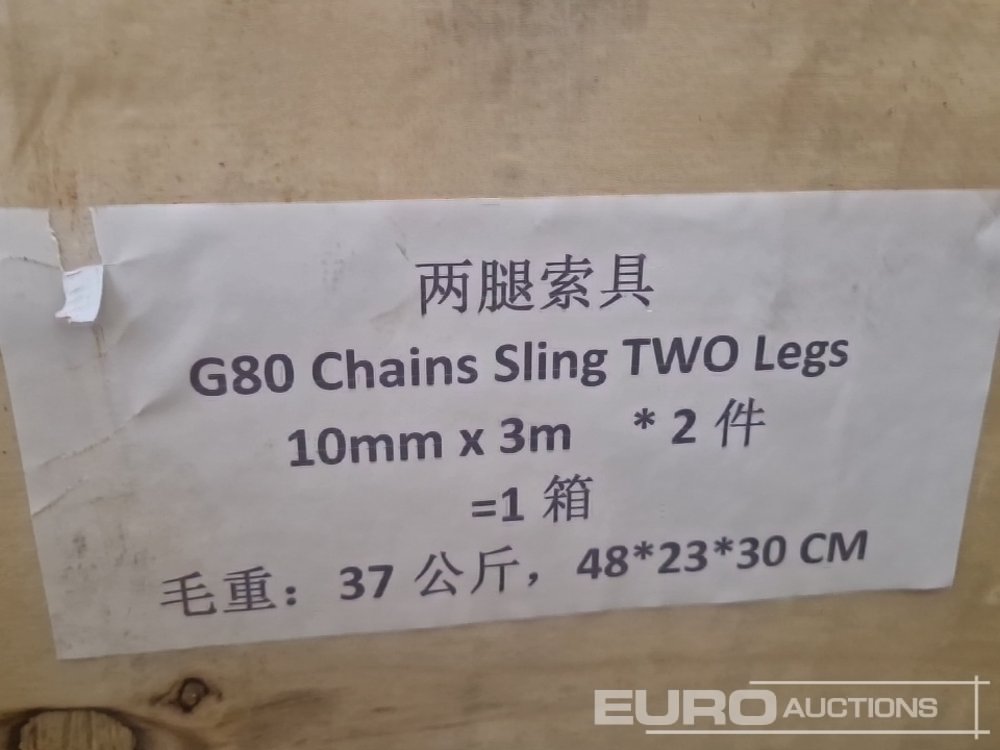 两腿索具
G80 Chains Sling TWO Legs
10mm x 3m * 2 件
=1 箱
毛重：37 公斤，48*23*30 CM
EURO AUCTIONS